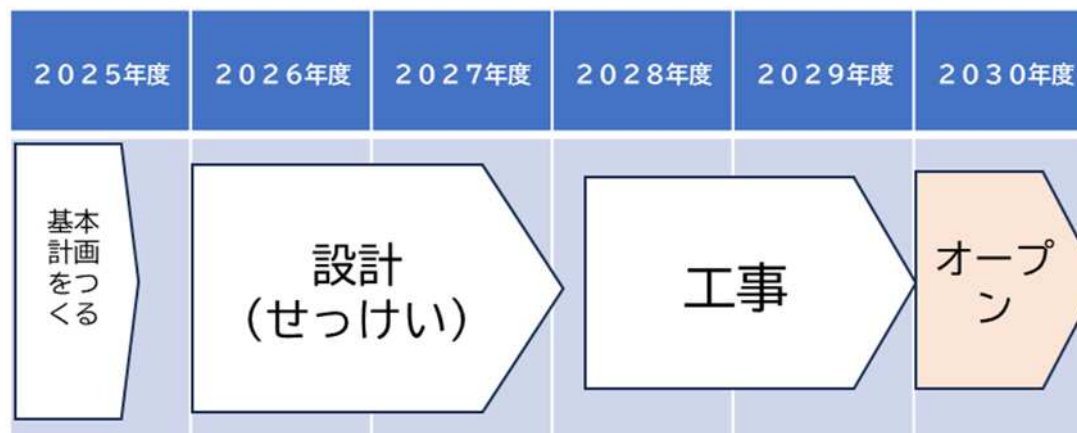 ２０２５年度 ２０２６年度 ２０２７年度 ２０２８年度 ２０２９年度 ２０３０年度
基本
計画
をつ
くる
設計
（せっけい）
工事
オープ
ン